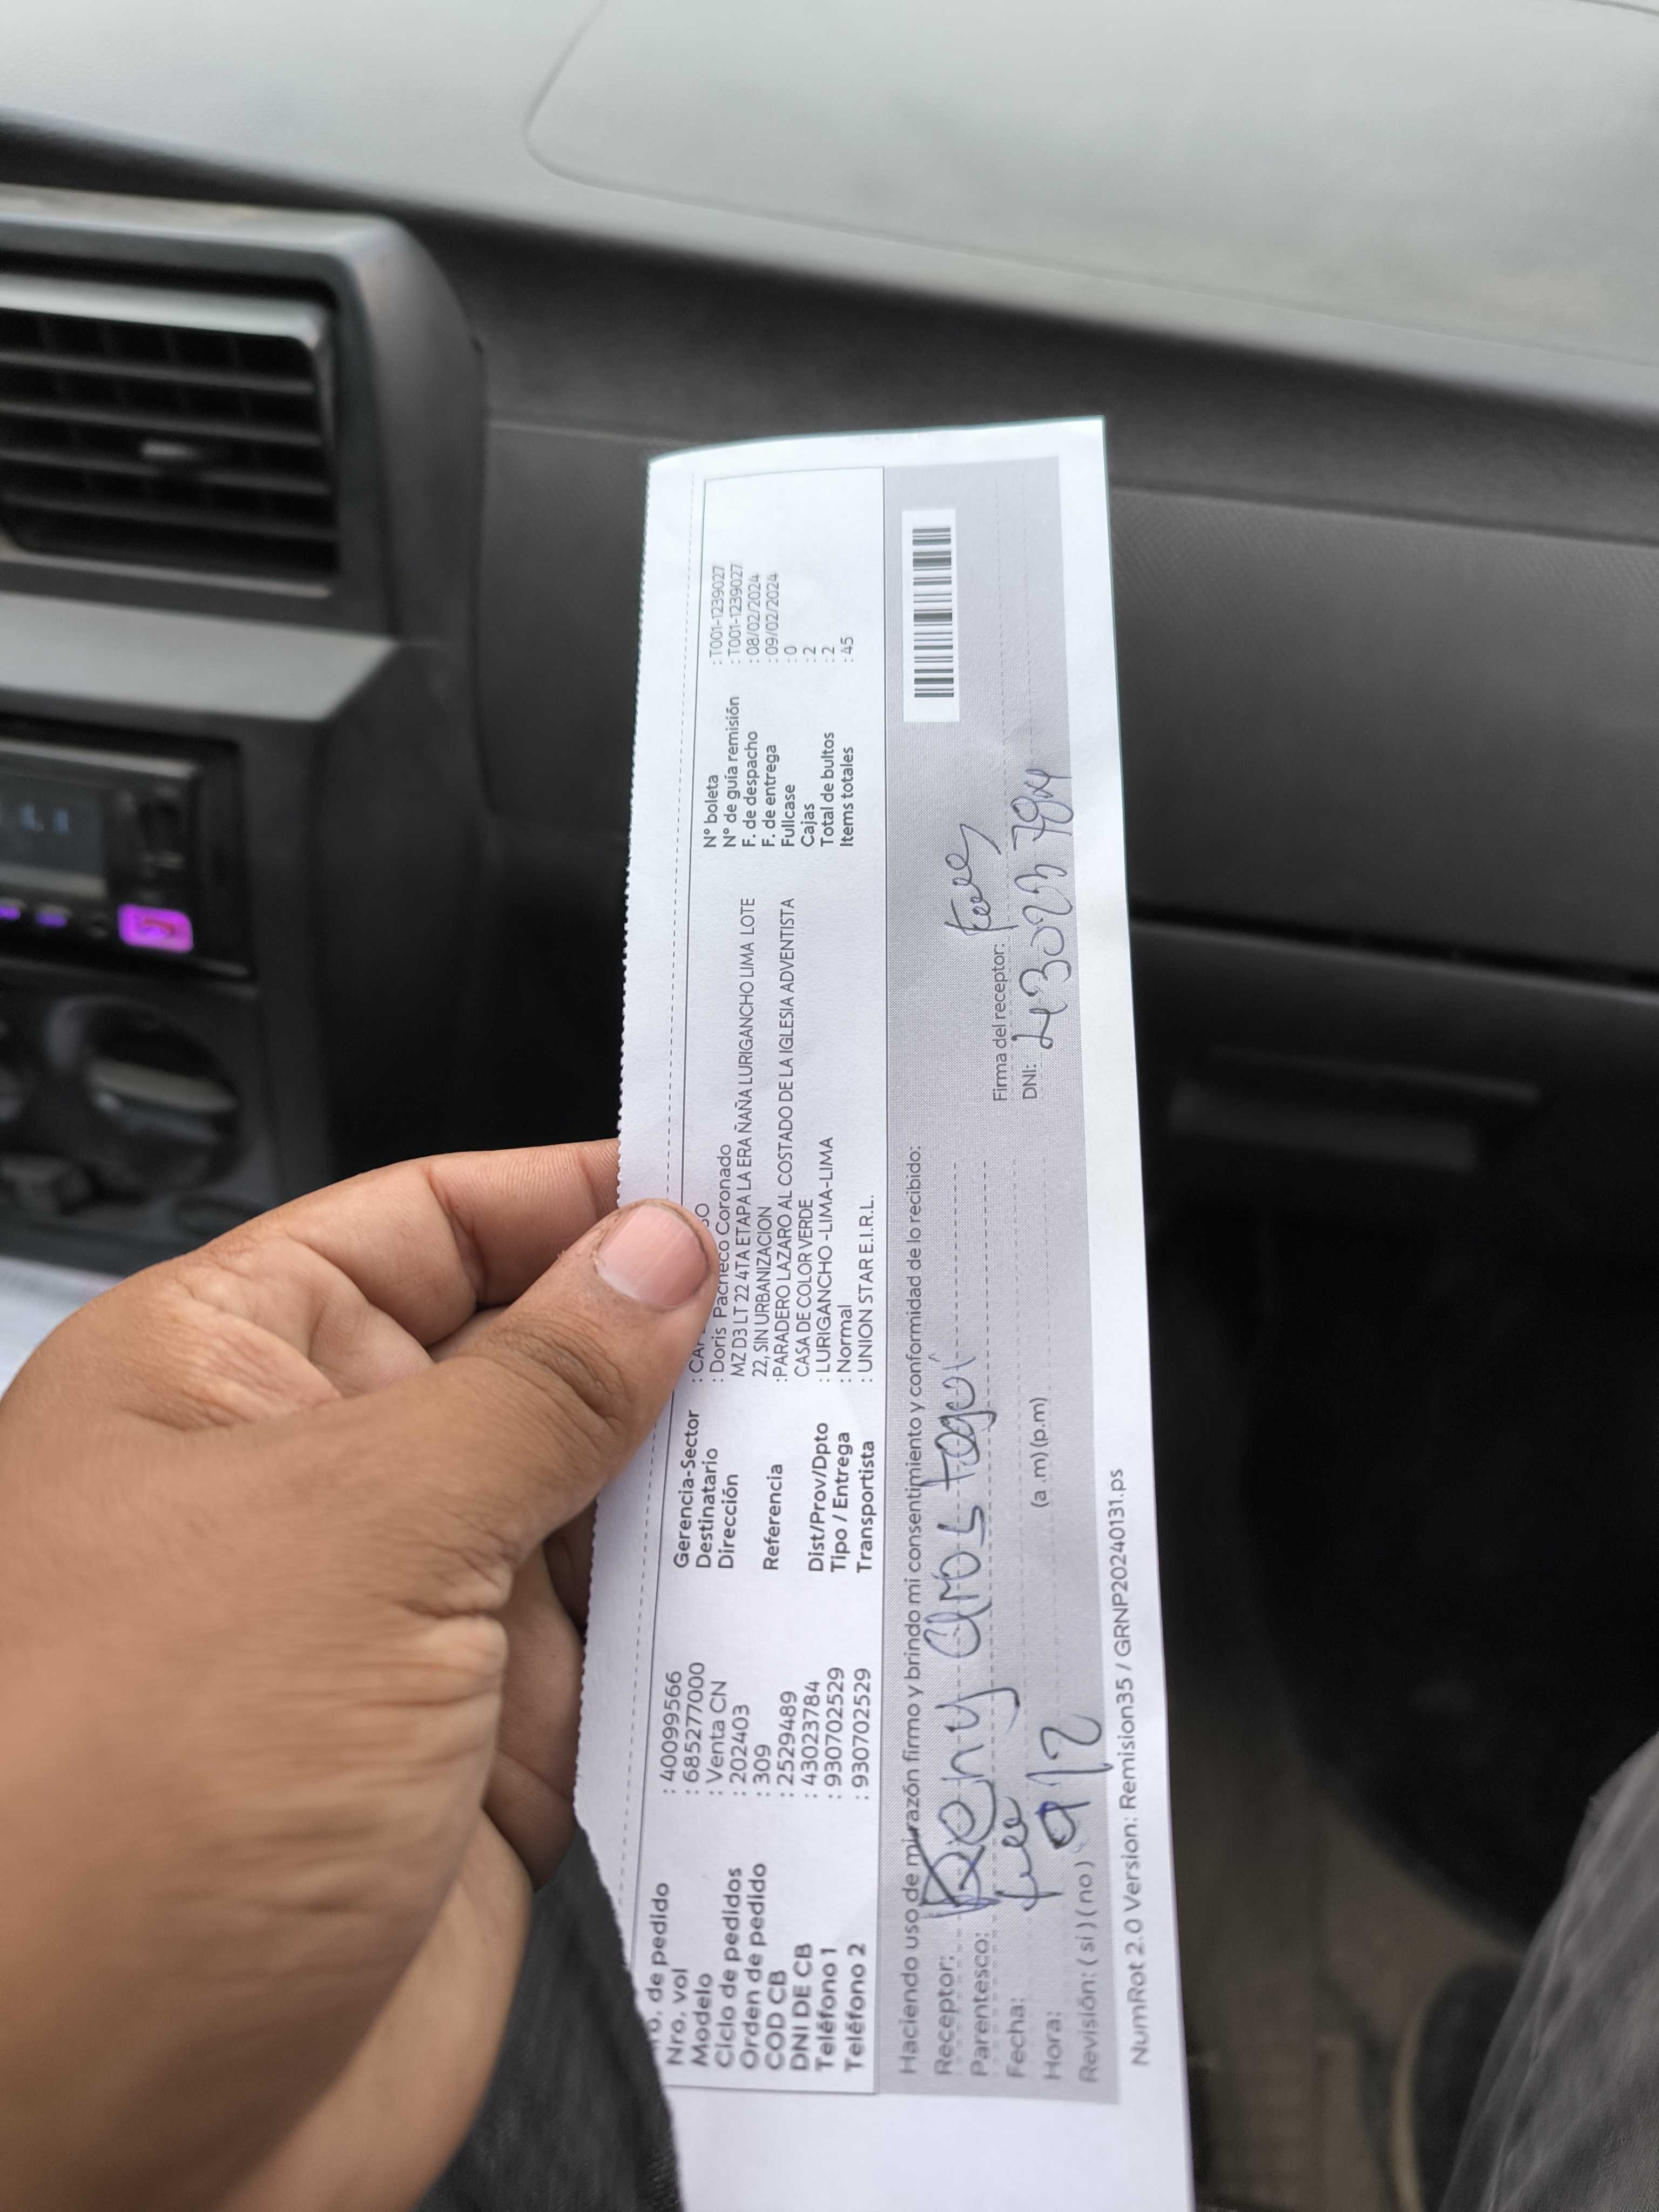 ro. de pedido : 40099566
Nro. vol : 685277000
Modelo : Venta CN
Ciclo de pedidos : 202403
Orden de pedido : 309
COD CB : 2529489
DNI DE CB : 43023784
Teléfono 1 : 930702529
Teléfono 2 : 930702529
Gerencia-Sector
Destinatario : Doris Pacheco Coronado
Dirección MZ D3 LT 22 4TA ETAPA LA ERA ÑAÑA LURIGANCHO LIMA LOTE
22, SIN URBANIZACION
Referencia :PARADERO LAZARO AL COSTADO DE LA IGLESIA ADVENTISTA
CASA DE COLOR VERDE
Dist/Prov/Dpto : LURIGANCHO -LIMA-LIMA
Tipo / Entrega : Normal
Transportista : UNION STAR E.I.R.L.
N° boleta : T001-1239027
N° de guía remisión : T001-1239027
F. de despacho : 08/02/2024
F. de entrega : 09/02/2024
Fullcase : 0
Cajas : 2
Total de bultos : 2
Items totales : 45
Haciendo uso de mi razón firmo y brindo mi consentimiento y conformidad de lo recibido:
Receptor:
Parentesco:
Fecha:
Hora: 912 (a .m) (p.m)
Revisión: ( si ) ( no )
Firma del receptor:
DNI: 43023784
NumRot 2.0 Version: Remision35 / GRNP20240131.ps